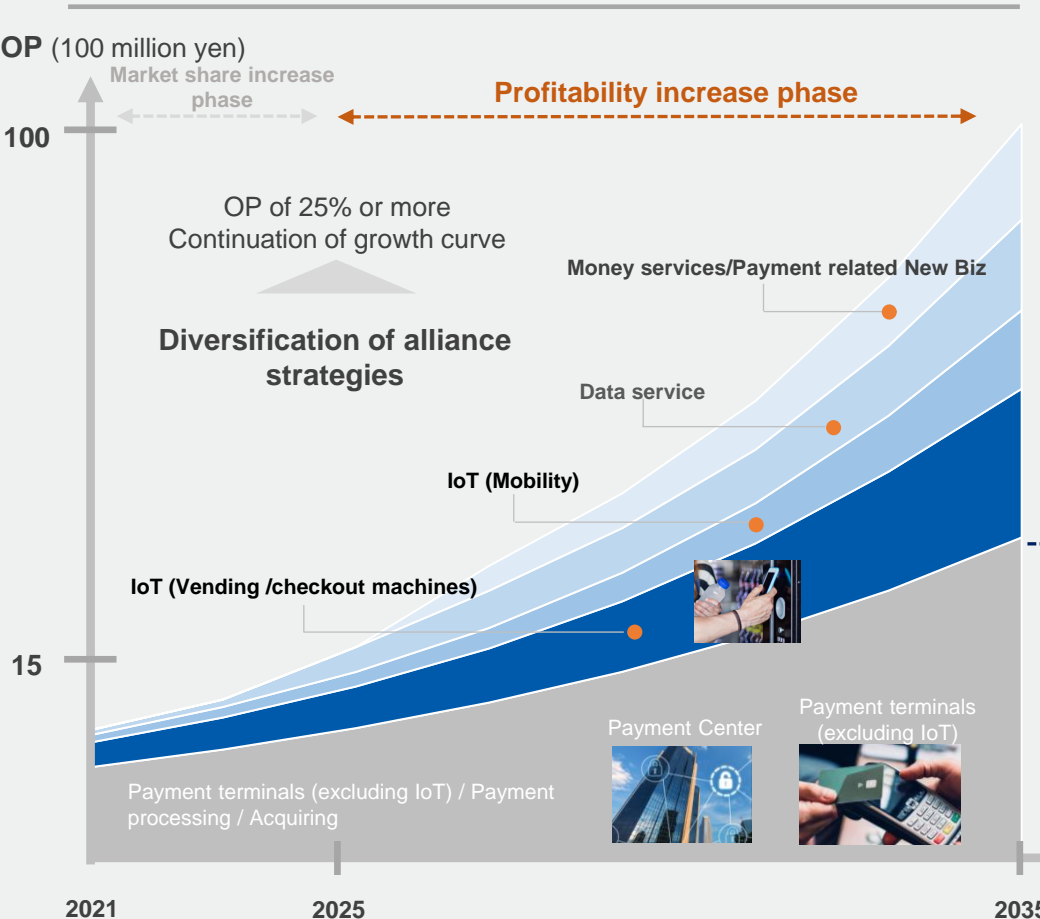 OP (100 million yen)
Market share increase
phase
Profitability increase phase
100
OP of 25% or more
Continuation of growth curve
Money services/Payment related New Biz
Diversification of alliance
strategies
Data service
IoT (Mobility)
IoT (Vending /checkout machines)
15
Payment Center
Payment terminals
(excluding IoT)
Payment terminals (excluding IoT) / Payment
processing / Acquiring
2021
2025
2035